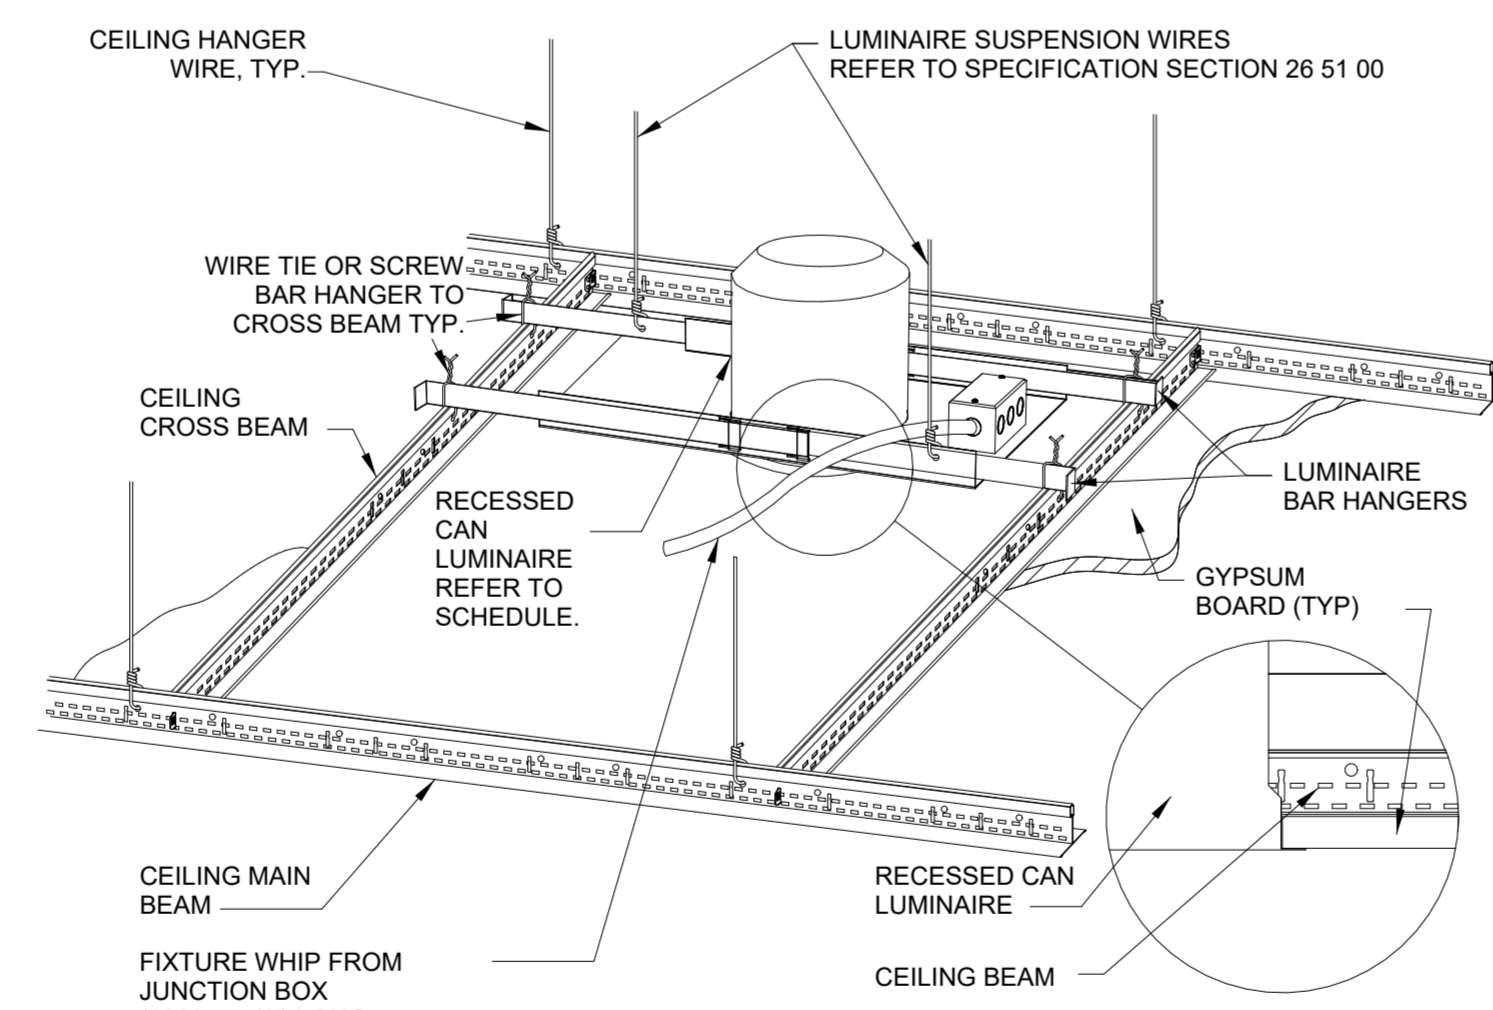 CEILING HANGER
WIRE, TYP.
LUMINAIRE SUSPENSION WIRES
REFER TO SPECIFICATION SECTION 26 51 00
WIRE TIE OR SCREW
BAR HANGER TO
CROSS BEAM TYP.
CEILING
CROSS BEAM
RECESSED
CAN
LUMINAIRE
REFER TO
SCHEDULE.
LUMINAIRE
BAR HANGERS
GYPSUM
BOARD (TYP)
CEILING MAIN
BEAM
RECESSED CAN
LUMINAIRE
FIXTURE WHIP FROM
JUNCTION BOX
CEILING BEAM